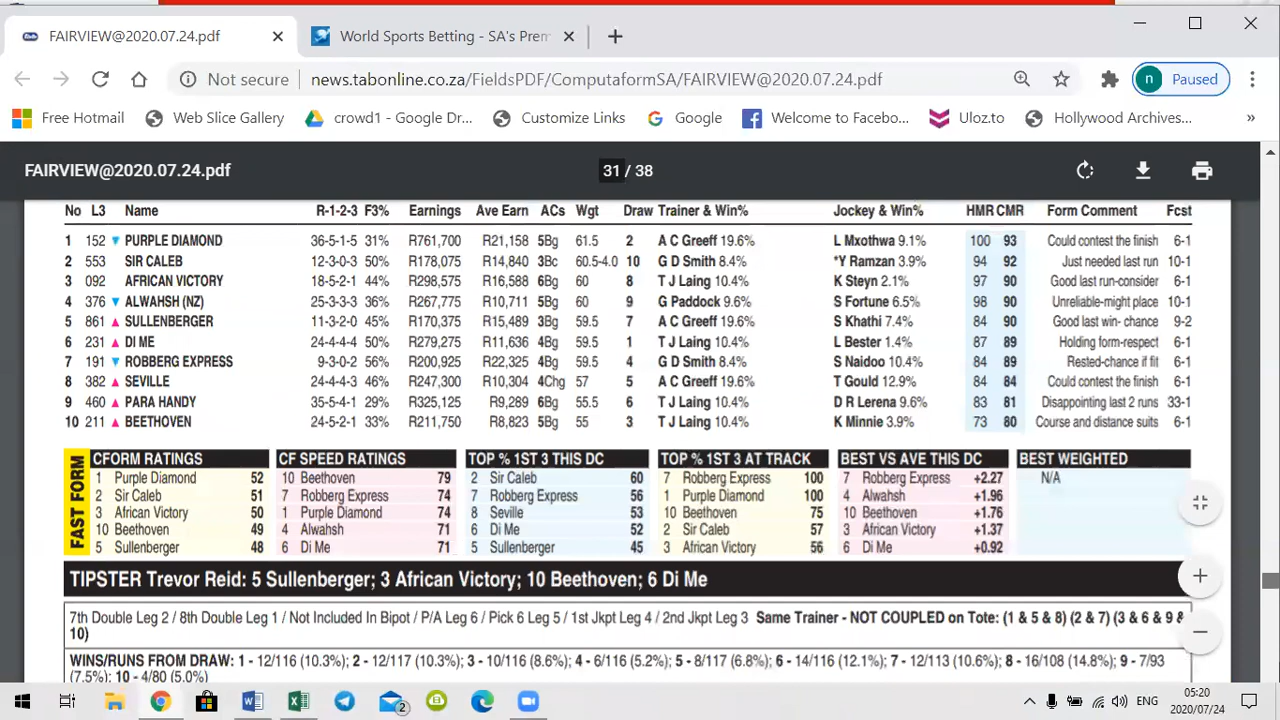 FAIRVIEW@2020.07.24.pdf
World Sports Betting - SA's Prem
Not secure news.tabonline.co.za/FieldsPDF/ComputaformSA/FAIRVIEW@2020.07.24.pdf n Paused
Free Hotmail Web Slice Gallery crowd1 - Google Dr... Customize Links Google Welcome to Facebo... Uloz.to Hollywood Archives... »
FAIRVIEW@2020.07.24.pdf 31 / 38
No L3 Name R-1-2-3 F3% Earnings Ave Earn ACs Wgt Draw Trainer & Win% Jockey & Win% HMR CMR Form Comment Fcst
1 152 ▼ PURPLE DIAMOND 36-5-1-5 31% R761,700 R21,158 5Bg 61.5 2 A C Greeff 19.6% L Mxothwa 9.1% 100 93 Could contest the finish 6-1
2 553 SIR CALEB 12-3-0-3 50% R178,075 R14,840 3Bc 60.5-4.0 10 G D Smith 8.4% *Y Ramzan 3.9% 94 92 Just needed last run 10-1
3 092 AFRICAN VICTORY 18-5-2-1 44% R298,575 R16,588 6Bg 60 8 T J Laing 10.4% K Steyn 2.1% 97 90 Good last run-consider 6-1
4 376 ▼ ALWAHSH (NZ) 25-3-3-3 36% R267,775 R10,711 5Bg 60 9 G Paddock 9.6% S Fortune 6.5% 98 90 Unreliable-might place 10-1
5 861 ▲ SULLENBERGER 11-3-2-0 45% R170,375 R15,489 3Bg 59.5 7 A C Greeff 19.6% S Khathi 7.4% 84 90 Good last win- chance 9-2
6 231 ▲ DI ME 24-4-4-4 50% R279,275 R11,636 4Bg 59.5 1 T J Laing 10.4% L Bester 1.4% 87 89 Holding form-respect 6-1
7 191 ▼ ROBBERG EXPRESS 9-3-0-2 56% R200,925 R22,325 4Bg 59.5 4 G D Smith 8.4% S Naidoo 10.4% 84 89 Rested-chance if fit 6-1
8 382 ▲ SEVILLE 24-4-4-3 46% R247,300 R10,304 4Chg 57 5 A C Greeff 19.6% T Gould 12.9% 84 84 Could contest the finish 6-1
9 460 ▲ PARA HANDY 35-5-4-1 29% R325,125 R9,289 6Bg 55.5 6 T J Laing 10.4% D R Lerena 9.6% 83 81 Disappointing last 2 runs 33-1
10 211 ▲ BEETHOVEN 24-5-2-1 33% R211,750 R8,823 5Bg 55 3 T J Laing 10.4% K Minnie 3.9% 73 80 Course and distance suits 6-1
FAST FORM
CFORM RATINGS CF SPEED RATINGS TOP % 1ST 3 THIS DC TOP % 1ST 3 AT TRACK BEST VS AVE THIS DC BEST WEIGHTED
1 Purple Diamond 52 10 Beethoven 79 2 Sir Caleb 60 7 Robberg Express 100 7 Robberg Express +2.27 N/A
2 Sir Caleb 51 7 Robberg Express 74 7 Robberg Express 56 1 Purple Diamond 100 4 Alwahsh +1.96
3 African Victory 50 1 Purple Diamond 74 8 Seville 53 10 Beethoven 75 10 Beethoven +1.76
10 Beethoven 49 4 Alwahsh 71 6 Di Me 52 2 Sir Caleb 57 3 African Victory +1.37
5 Sullenberger 48 6 Di Me 71 5 Sullenberger 45 3 African Victory 56 6 Di Me +0.92
TIPSTER Trevor Reid: 5 Sullenberger; 3 African Victory; 10 Beethoven; 6 Di Me
7th Double Leg 2 / 8th Double Leg 1 / Not Included In Bipot / P/A Leg 6 / Pick 6 Leg 5 / 1st Jkpt Leg 4 / 2nd Jkpt Leg 3 Same Trainer - NOT COUPLED on Tote: (1 & 5 & 8) (2 & 7) (3 & 6 & 9 &
10)
WINS/RUNS FROM DRAW: 1 - 12/116 (10.3%); 2 - 12/117 (10.3%); 3 - 10/116 (8.6%); 4 - 6/116 (5.2%); 5 - 8/117 (6.8%); 6 - 14/116 (12.1%); 7 - 12/113 (10.6%); 8 - 16/108 (14.8%); 9 - 7/93
(7.5%); 10 - 4/80 (5.0%)
2 ENG 05:20
2020/07/24